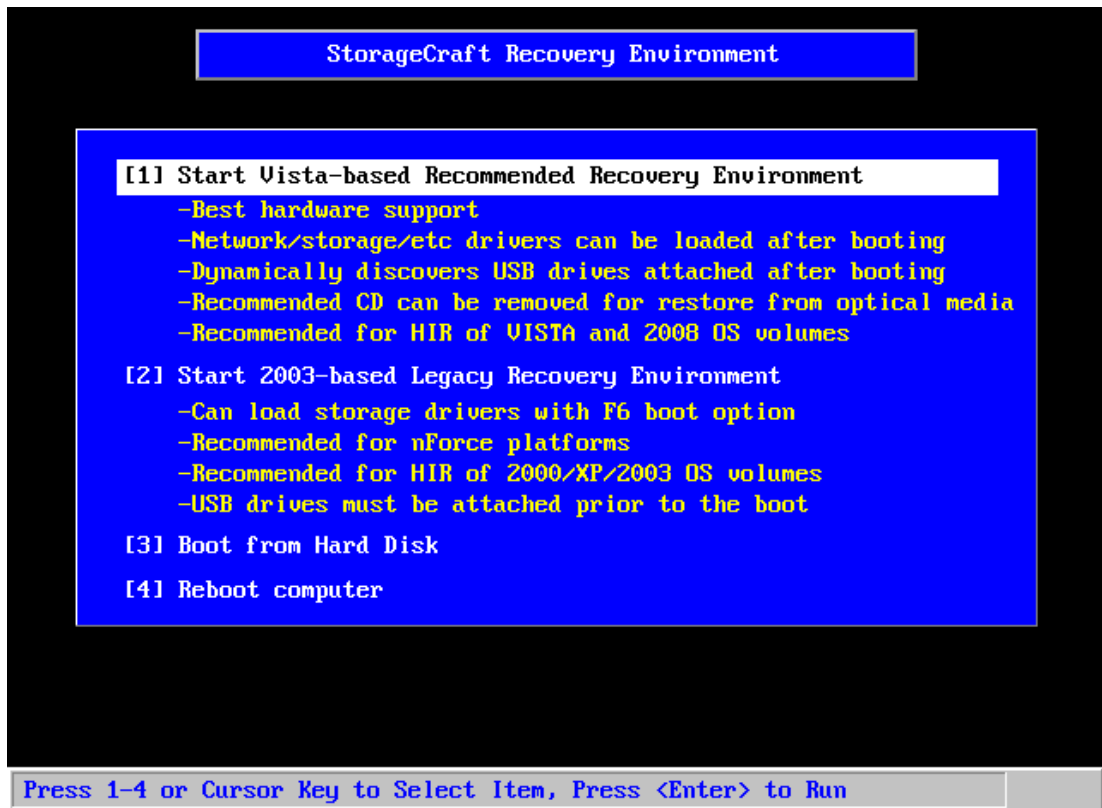 StorageCraft Recovery Environment
[1] Start Vista-based Recommended Recovery Environment
-Best hardware support
-Network/storage/etc drivers can be loaded after booting
-Dynamically discovers USB drives attached after booting
-Recommended CD can be removed for restore from optical media
-Recommended for HIR of VISTA and 2008 OS volumes
[2] Start 2003-based Legacy Recovery Environment
-Can load storage drivers with F6 boot option
-Recommended for nForce platforms
-Recommended for HIR of 2000/XP/2003 OS volumes
-USB drives must be attached prior to the boot
[3] Boot from Hard Disk
[4] Reboot computer
Press 1-4 or Cursor Key to Select Item, Press <Enter> to Run